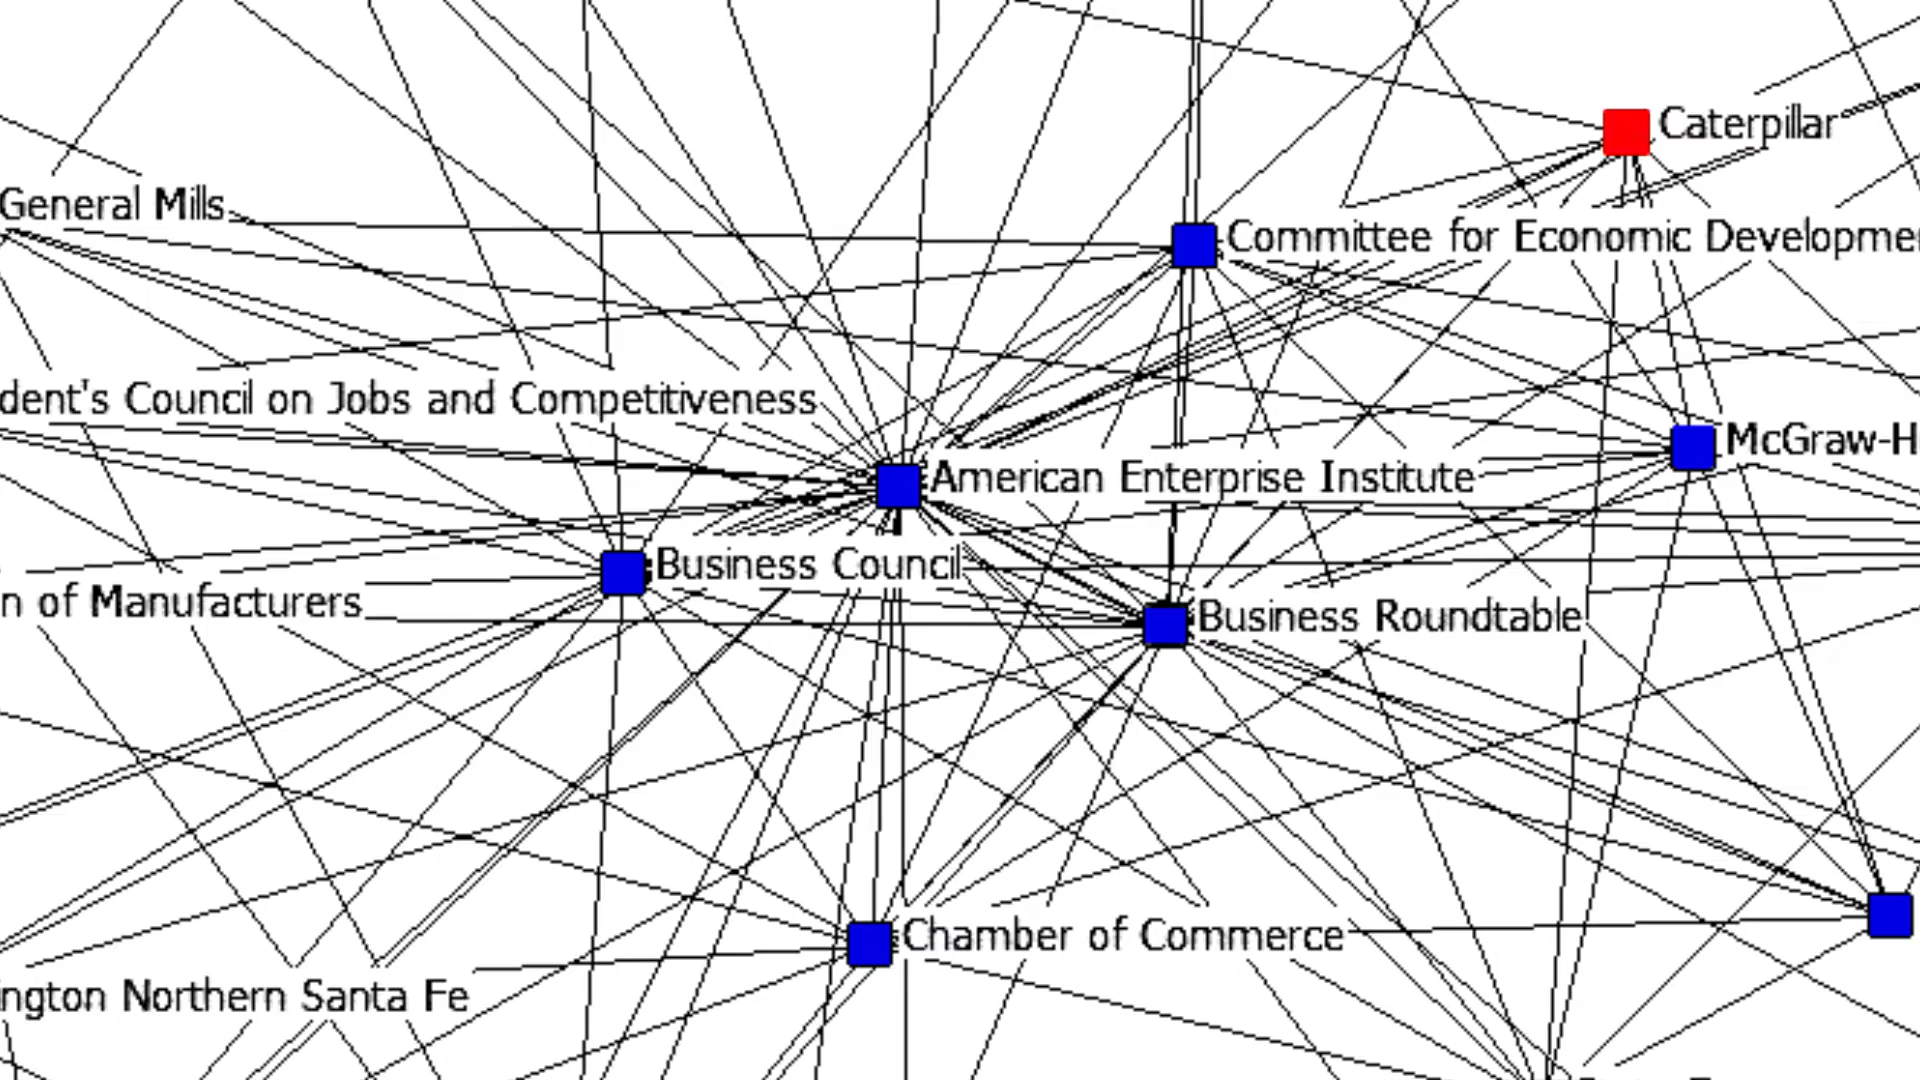 Caterpillar
General Mills
Committee for Economic Developme
dent's Council on Jobs and Competitiveness
McGraw-H
American Enterprise Institute
Business Council
n of Manufacturers
Business Roundtable
Chamber of Commerce
ngton Northern Santa Fe